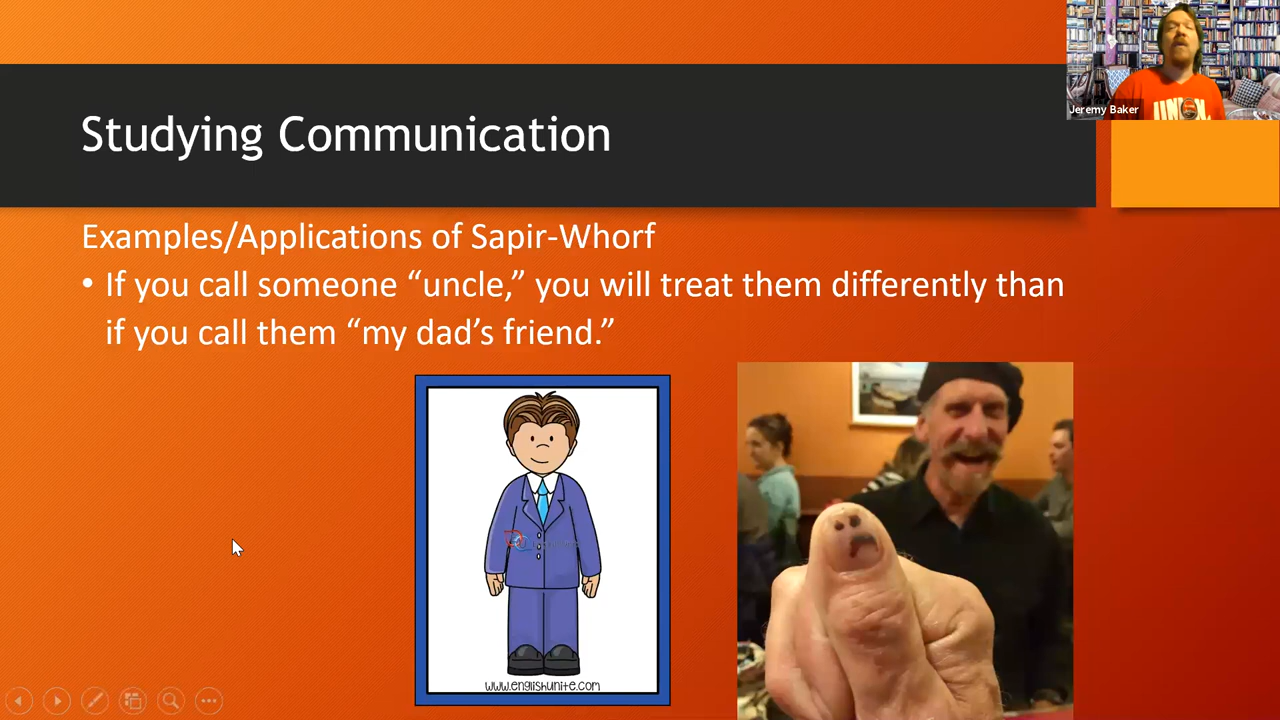 Jeremy Baker
Studying Communication
Examples/Applications of Sapir-Whorf
• If you call someone “uncle,” you will treat them differently than
if you call them “my dad’s friend.”
www.englishunite.com